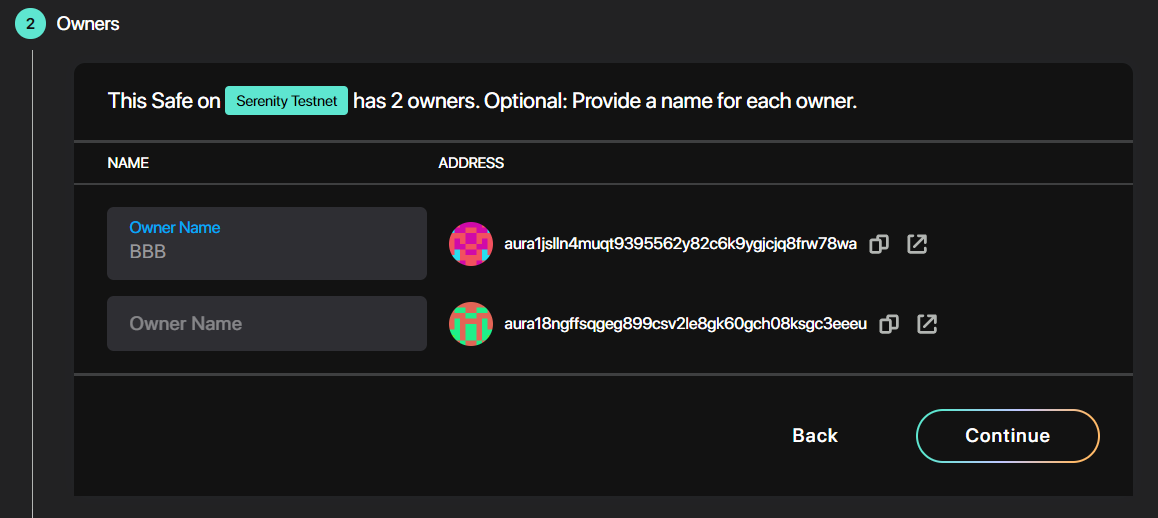 2 Owners
This Safe on Serenity Testnet has 2 owners. Optional: Provide a name for each owner.
NAME ADDRESS
Owner Name
BBB
aura1jslln4muqt9395562y82c6k9ygjcjq8frw78wa
Owner Name
aura18ngffsqgeg899csv2le8gk60gch08ksgc3eeeu
Back Continue